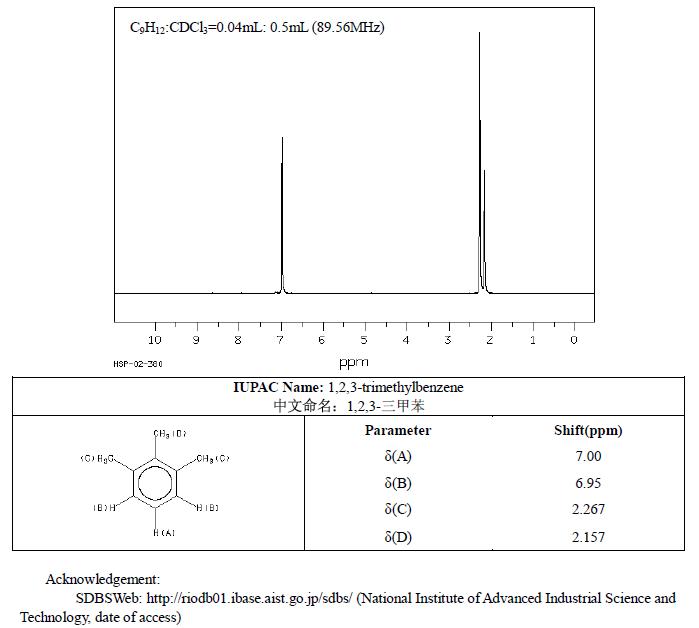 C₉H₁₂:CDCl₃=0.04mL: 0.5mL (89.56MHz)
10 9 8 7 6 5 4 3 2 1 0
HSP-02-380
ppm
IUPAC Name: 1,2,3-trimethylbenzene
中文命名：1,2,3-三甲苯
Parameter Shift(ppm)
δ(A) 7.00
δ(B) 6.95
δ(C) 2.267
δ(D) 2.157
CH₃(D)
(C)H₃C CH₃(C)
(B)H H(B)
H(A)
Acknowledgement:
SDBSWeb: http://riodb01.ibase.aist.go.jp/sdbs/ (National Institute of Advanced Industrial Science and
Technology, date of access)